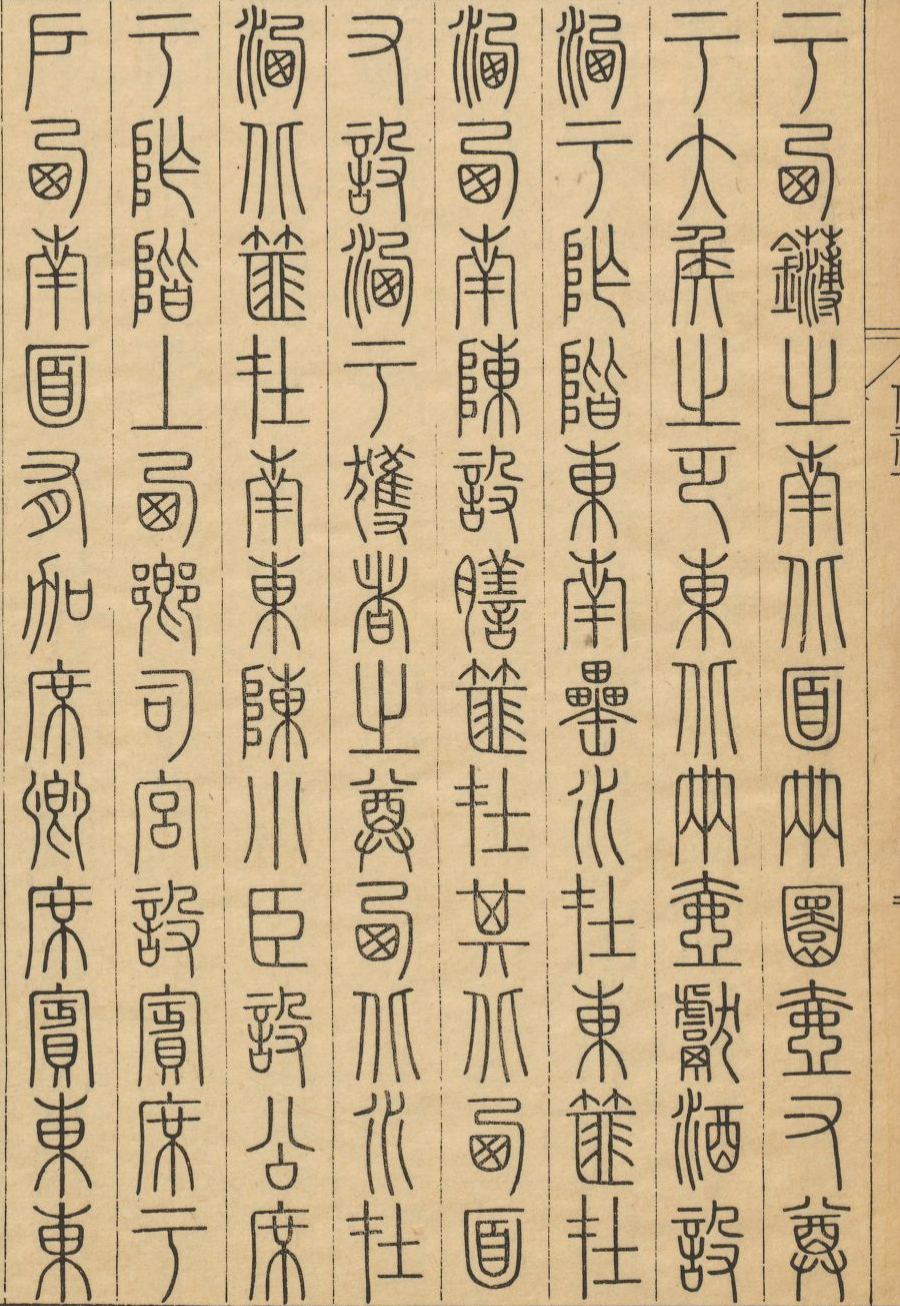 于西鑮之南北面兩圜壺又尊
于大侯之乏東北兩壺獻酒設
洗于阼階東南罍水在東篚在
洗西南陳設膳篚在其北西面
又設洗于獲者之尊西北水在
洗北篚在南東陳小臣設公席
于阼階上西鄉司宮設賓席于
戶西南面有加席卿席賓東東